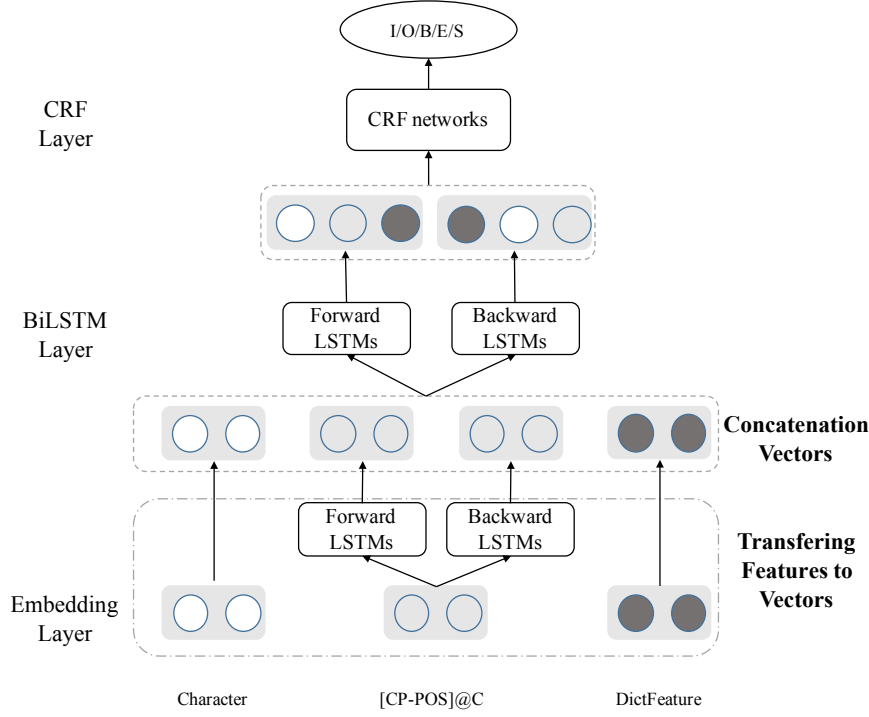 I/O/B/E/S
CRF
Layer
CRF networks
BiLSTM
Layer
Forward
LSTMs
Backward
LSTMs
Concatenation
Vectors
Forward
LSTMs
Backward
LSTMs
Transfering
Features to
Vectors
Embedding
Layer
Character
[CP-POS]@C
DictFeature